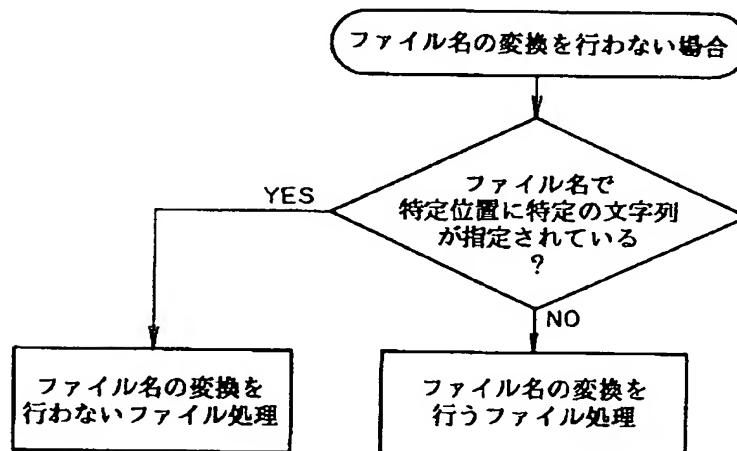 ファイル名の変換を行わない場合
ファイル名で
特定位置に特定の文字列
が指定されている
?
YES
NO
ファイル名の変換を
行わないファイル処理
ファイル名の変換を
行うファイル処理